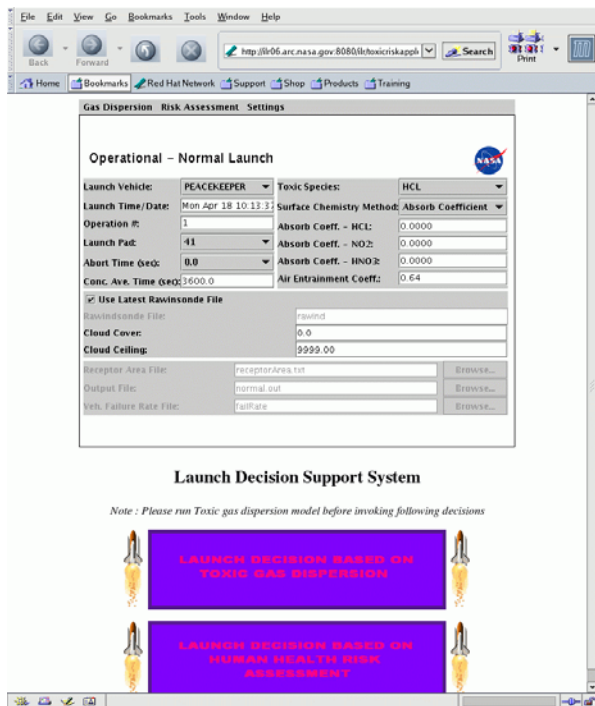 File Edit View Go Bookmarks Tools Window Help
Back Forward http://ilr06.arc.nasa.gov:8080/ilr/toxicriskappli Search Print
Home Bookmarks Red Hat Network Support Shop Products Training
Gas Dispersion Risk Assessment Settings
Operational – Normal Launch NASA
Launch Vehicle: PEACEKEEPER Toxic Species: HCL
Launch Time/Date: Mon Apr 18 10:13:37 Surface Chemistry Method: Absorb Coefficient
Operation #: 1 Absorb Coeff. – HCL: 0.0000
Launch Pad: 41 Absorb Coeff. – NO2: 0.0000
Abort Time (sec): 0.0 Absorb Coeff. – HNO3: 0.0000
Conc. Ave. Time (sec): 3600.0 Air Entrainment Coeff.: 0.64
Use Latest Rawinsonde File
Rawindsonde File: rawind
Cloud Cover: 0.0
Cloud Ceiling: 9999.00
Receptor Area File: receptorArea.txt Browse...
Output File: normal.out Browse...
Veh. Failure Rate File: failRate Browse...
Launch Decision Support System
Note : Please run Toxic gas dispersion model before invoking following decisions
LAUNCH DECISION BASED ON
TOXIC GAS DISPERSION
LAUNCH DECISION BASED ON
HUMAN HEALTH RISK
ASSESSMENT